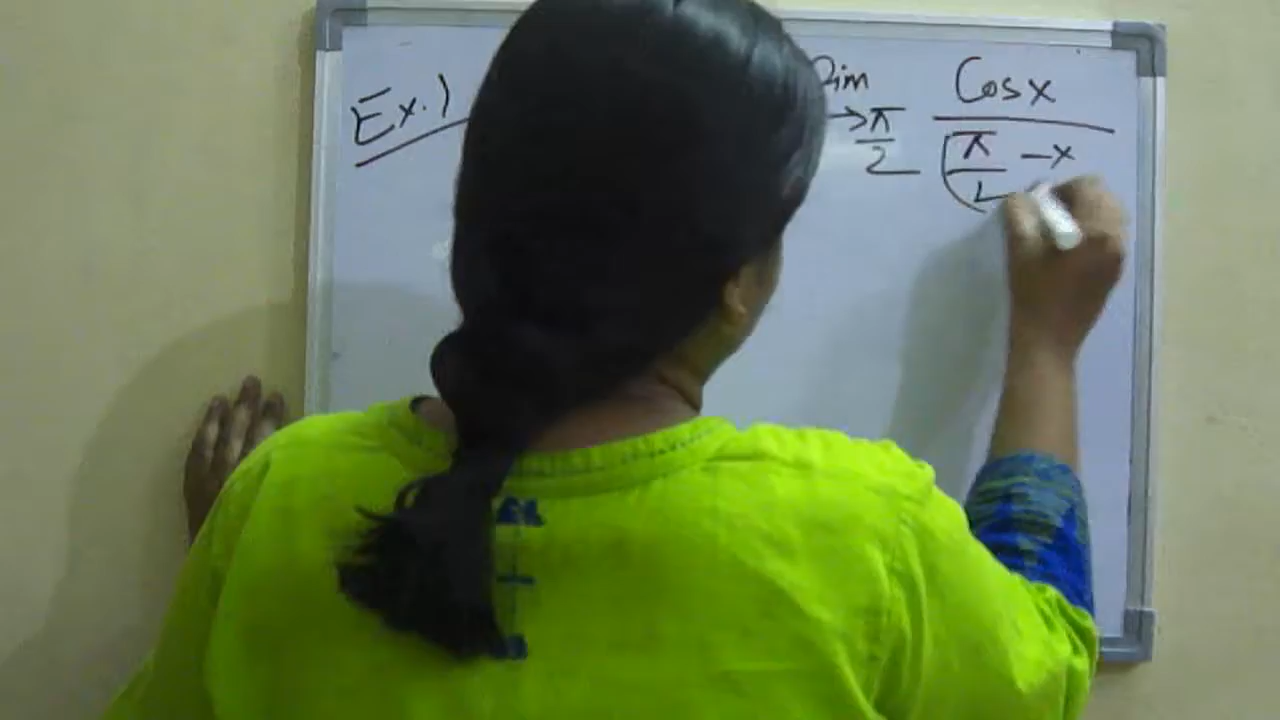 Ex.1 lim Cos x
→ π/2 (π/2 - x